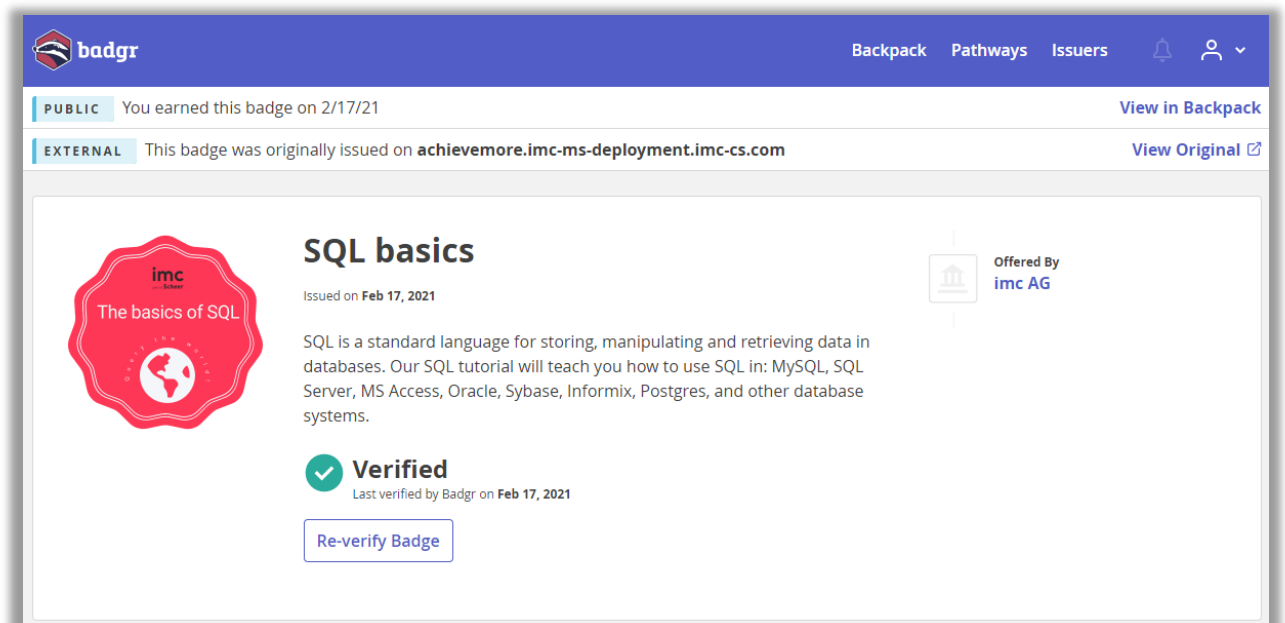 badgr
Backpack Pathways Issuers
PUBLIC You earned this badge on 2/17/21
View in Backpack
EXTERNAL This badge was originally issued on achievemore.imc-ms-deployment.imc-cs.com
View Original
imc
Scheer
The basics of SQL
Query the world!
SQL basics
Issued on Feb 17, 2021
SQL is a standard language for storing, manipulating and retrieving data in
databases. Our SQL tutorial will teach you how to use SQL in: MySQL, SQL
Server, MS Access, Oracle, Sybase, Informix, Postgres, and other database
systems.
Verified
Last verified by Badgr on Feb 17, 2021
Re-verify Badge
Offered By
imc AG